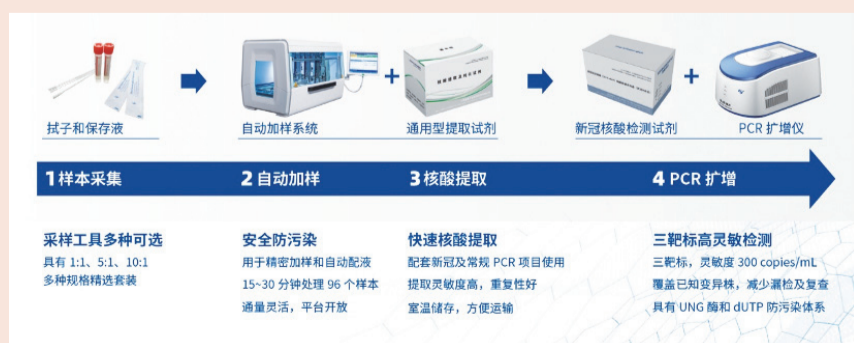 拭子和保存液
自动加样系统
通用型提取试剂
新冠核酸检测试剂
PCR 扩增仪
1 样本采集
2 自动加样
3 核酸提取
4 PCR 扩增
采样工具多种可选
具有 1:1、5:1、10:1
多种规格精选套装
安全防污染
用于精密加样和自动配液
15~30 分钟处理 96 个样本
通量灵活，平台开放
快速核酸提取
配套新冠及常规 PCR 项目使用
提取灵敏度高，重复性好
室温储存，方便运输
三靶标高灵敏检测
三靶标，灵敏度 300 copies/mL
覆盖已知变异株，减少漏检及复查
具有 UNG 酶和 dUTP 防污染体系